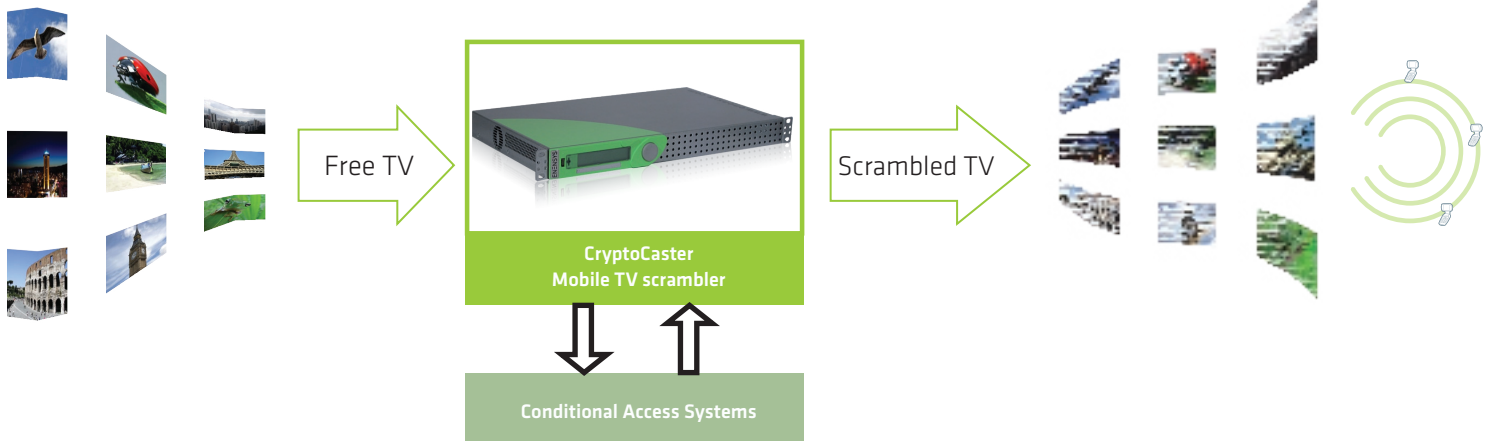 Free TV
Scrambled TV
CryptoCaster
Mobile TV scrambler
Conditional Access Systems